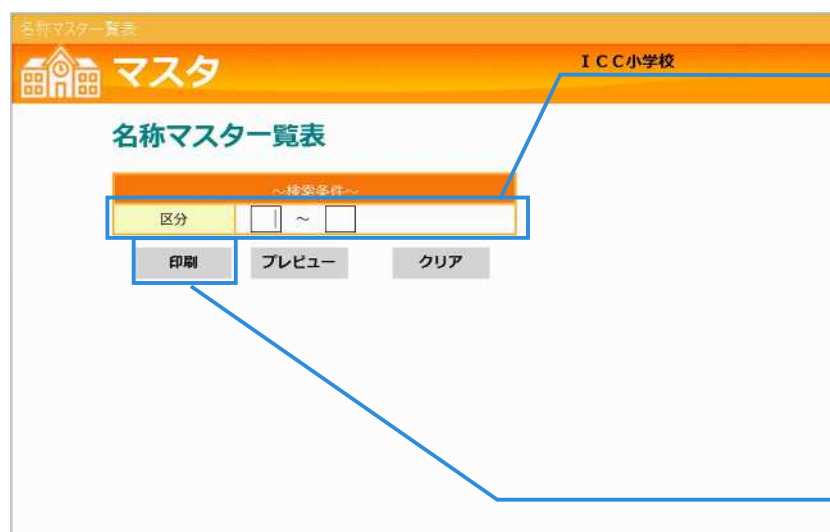 名称マスター覧表
マスタ
ICC小学校
名称マスター覧表
～検索条件～
区分 ～
印刷 プレビュー クリア